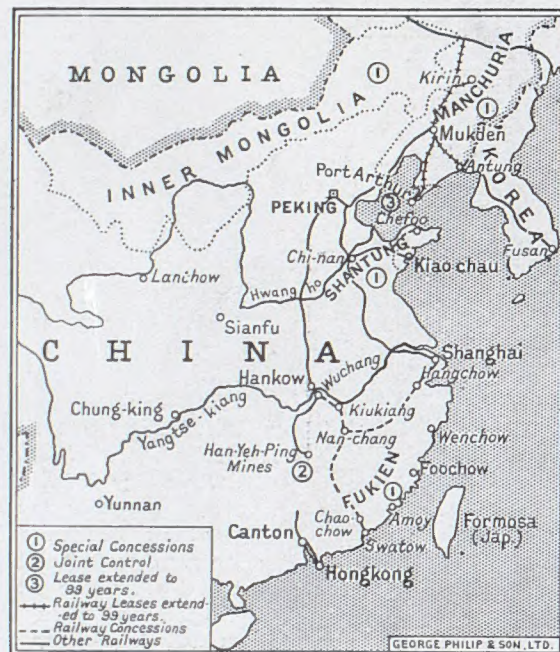 MONGOLIA
①
Kirin
MANCHURIA
①
INNER MONGOLIA
Mukden
Antung
KOREA
Port Arthur
③
PEKING
Chefoo
Chi-nan
SHANTUNG
①
Kiao chau
Fusan
Lanchow
Hwang ho
Sianfu
CHINA
Shanghai
Hangchow
Hankow
Wuchang
Chung-king
Yangtse-kiang
Kiukiang
Nan-chang
Wenchow
Han-Yeh-Ping
Mines
②
Foochow
FUKIEN
①
Yunnan
Chao-
chow
Amoy
Formosa
(Jap.)
Swatow
Canton
Hongkong
① Special Concessions
② Joint Control
③ Lease extended to
99 years.
Railway Leases extend-
ed to 99 years.
Railway Concessions
Other Railways
GEORGE PHILIP & SON, LTD.